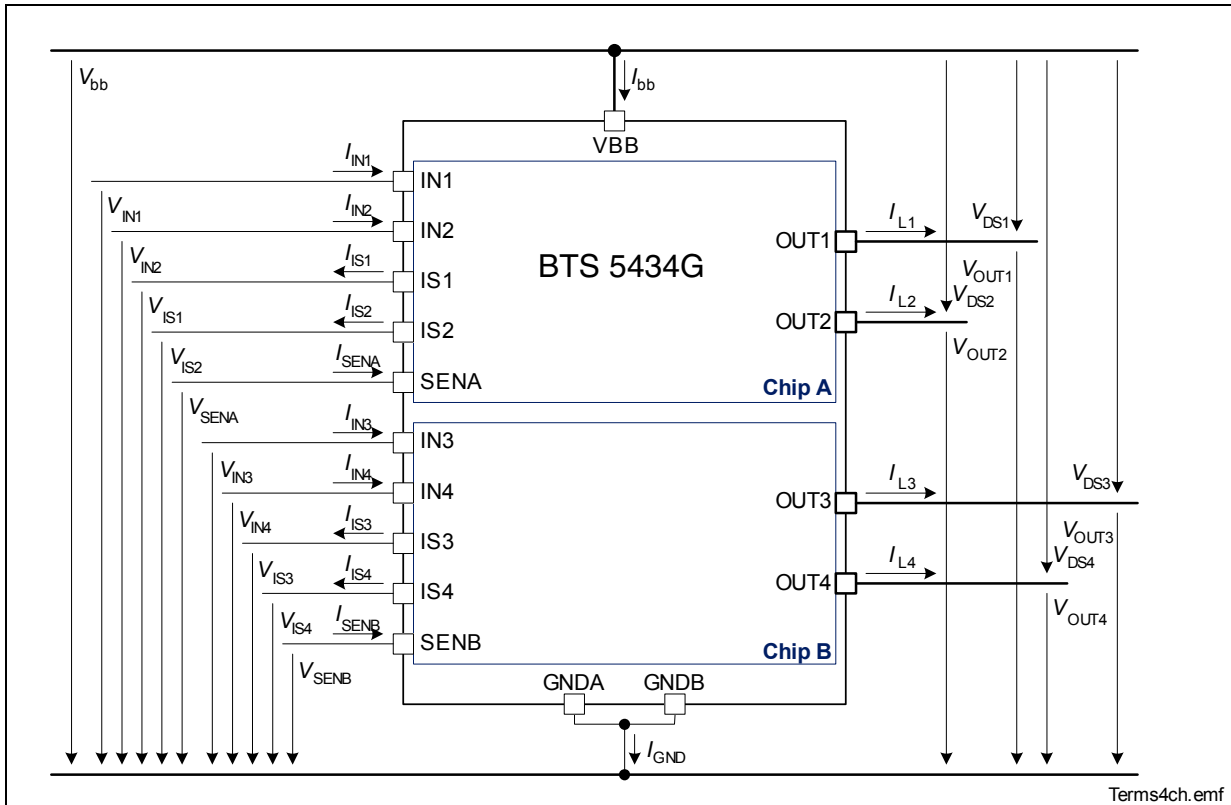 Vbb
Ibb
VBB
IIN1
IN1
VIN1
IIN2
IN2
VIN2
IIS1
IS1
VIS1
IIS2
IS2
VIS2
ISENA
SENA
VSENA
BTS 5434G
OUT1
IL1
VDS1
VOUT1
OUT2
IL2
VDS2
VOUT2
Chip A
IIN3
IN3
VIN3
IIN4
IN4
VIN4
IIS3
IS3
VIS3
IIS4
IS4
VIS4
ISENB
SENB
VSENB
OUT3
IL3
VDS3
VOUT3
OUT4
IL4
VDS4
VOUT4
Chip B
GNDA
GNDB
IGND
Terms4ch.emf